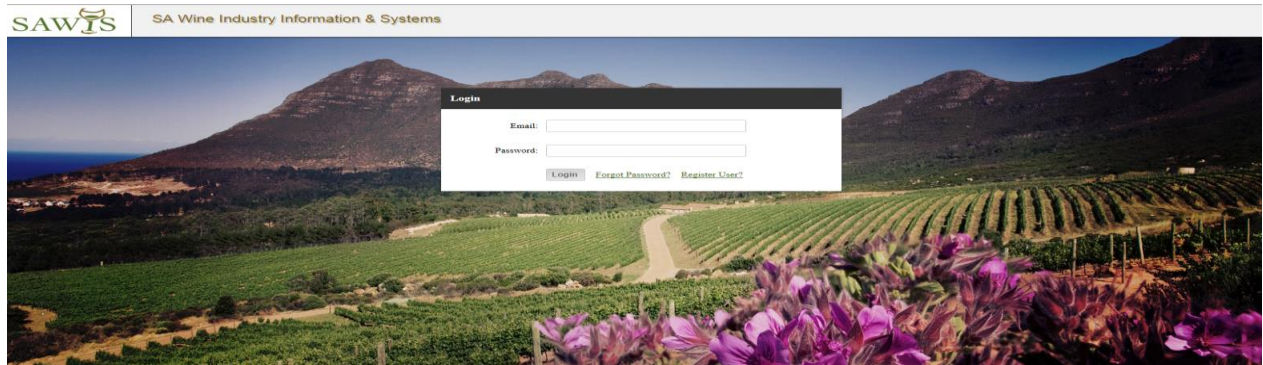 SAWIS
SA Wine Industry Information & Systems
Login
Email:
Password:
Login Forgot Password? Register User?